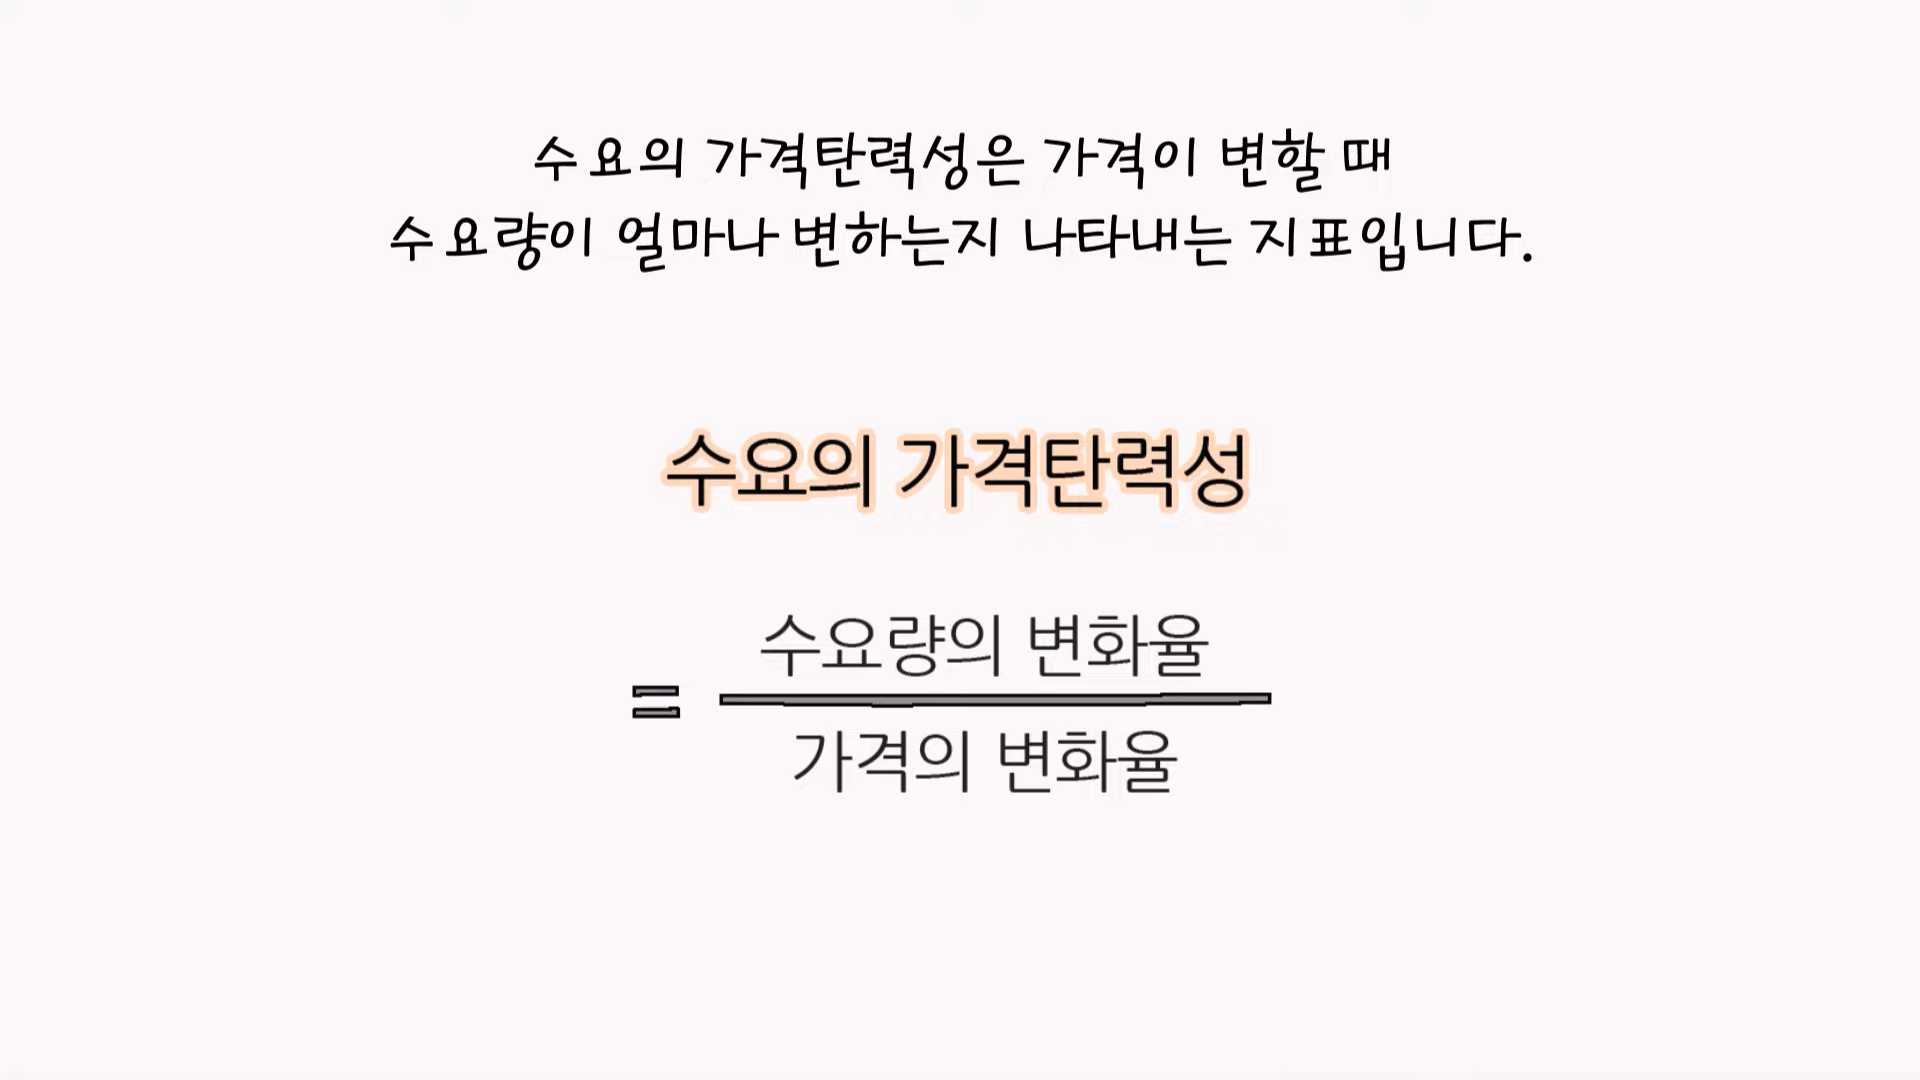 수요의 가격탄력성은 가격이 변할 때
수요량이 얼마나 변하는지 나타내는 지표입니다.
수요의 가격탄력성
수요량의 변화율
=
가격의 변화율